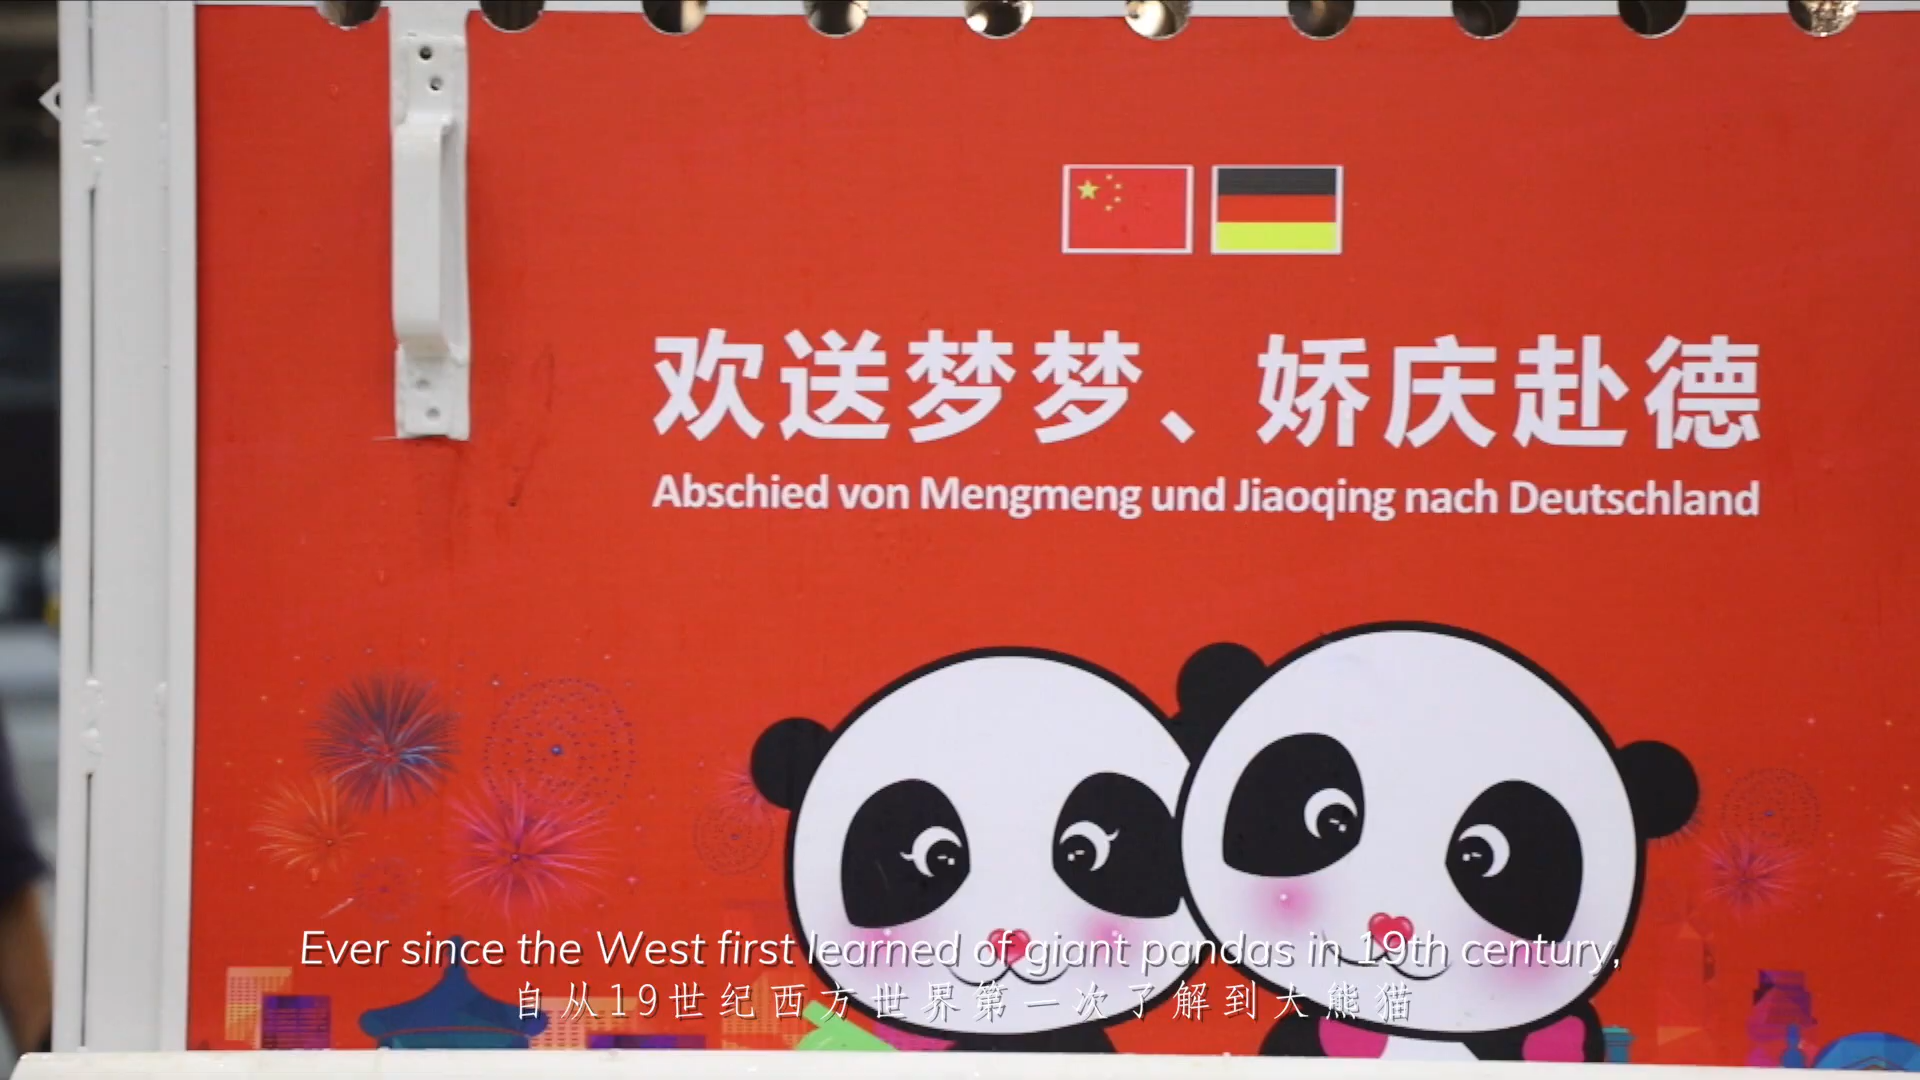 欢送梦梦、娇庆赴德
Abschied von Mengmeng und Jiaoqing nach Deutschland
Ever since the West first learned of giant pandas in 19th century,
自从19世纪西方世界第一次了解到大熊猫